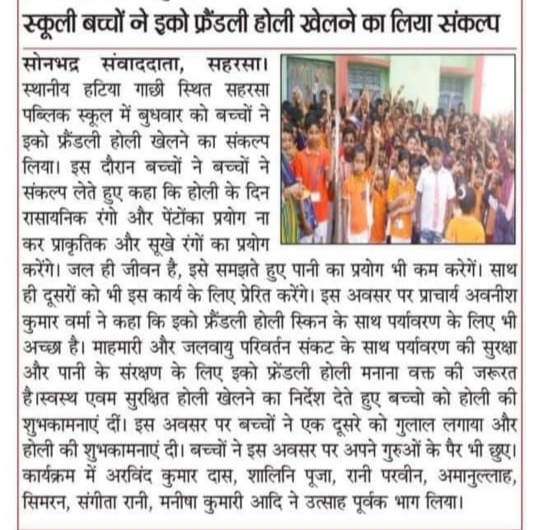 स्कूली बच्चों ने इको फ्रैंडली होली खेलने का लिया संकल्प
सोनभद्र संवाददाता, सहरसा।
स्थानीय हटिया गाछी स्थित सहरसा
पब्लिक स्कूल में बुधवार को बच्चों ने
इको फ्रैंडली होली खेलने का संकल्प
लिया। इस दौरान बच्चों ने बच्चों ने
संकल्प लेते हुए कहा कि होली के दिन
रासायनिक रंगो और पेंटोंका प्रयोग ना
कर प्राकृतिक और सूखे रंगों का प्रयोग
करेंगे। जल ही जीवन है, इसे समझते हुए पानी का प्रयोग भी कम करेगें। साथ
ही दूसरों को भी इस कार्य के लिए प्रेरित करेंगे। इस अवसर पर प्राचार्य अवनीश
कुमार वर्मा ने कहा कि इको फ्रैंडली होली स्किन के साथ पर्यावरण के लिए भी
अच्छा है। माहमारी और जलवायु परिवर्तन संकट के साथ पर्यावरण की सुरक्षा
और पानी के संरक्षण के लिए इको फ्रेंडली होली मनाना वक्त की जरूरत
है।स्वस्थ एवम सुरक्षित होली खेलने का निर्देश देते हुए बच्चो को होली की
शुभकामनाएं दीं। इस अवसर पर बच्चों ने एक दूसरे को गुलाल लगाया और
होली की शुभकामनाएं दी। बच्चों ने इस अवसर पर अपने गुरुओं के पैर भी छुए।
कार्यक्रम में अरविंद कुमार दास, शालिनि पूजा, रानी परवीन, अमानुल्लाह,
सिमरन, संगीता रानी, मनीषा कुमारी आदि ने उत्साह पूर्वक भाग लिया।